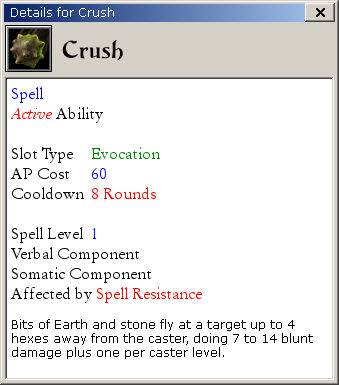 Details for Crush
Crush
Spell
Active Ability
Slot Type Evocation
AP Cost 60
Cooldown 8 Rounds
Spell Level 1
Verbal Component
Somatic Component
Affected by Spell Resistance
Bits of Earth and stone fly at a target up to 4
hexes away from the caster, doing 7 to 14 blunt
damage plus one per caster level.